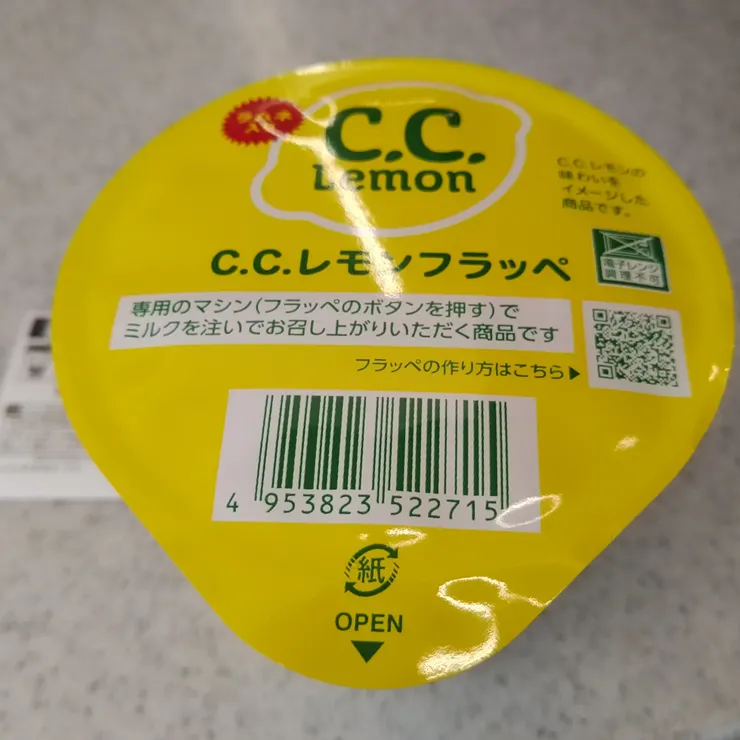 C.C.
Lemon
C.C.レモンの
味わいを
イメージした
商品です。
C.C.レモンフラッペ
電子レンジ
調理不可
専用のマシン(フラッペのボタンを押す)で
ミルクを注いでお召し上がりいただく商品です
フラッペの作り方はこちら▶
4 953823 522715
紙
OPEN